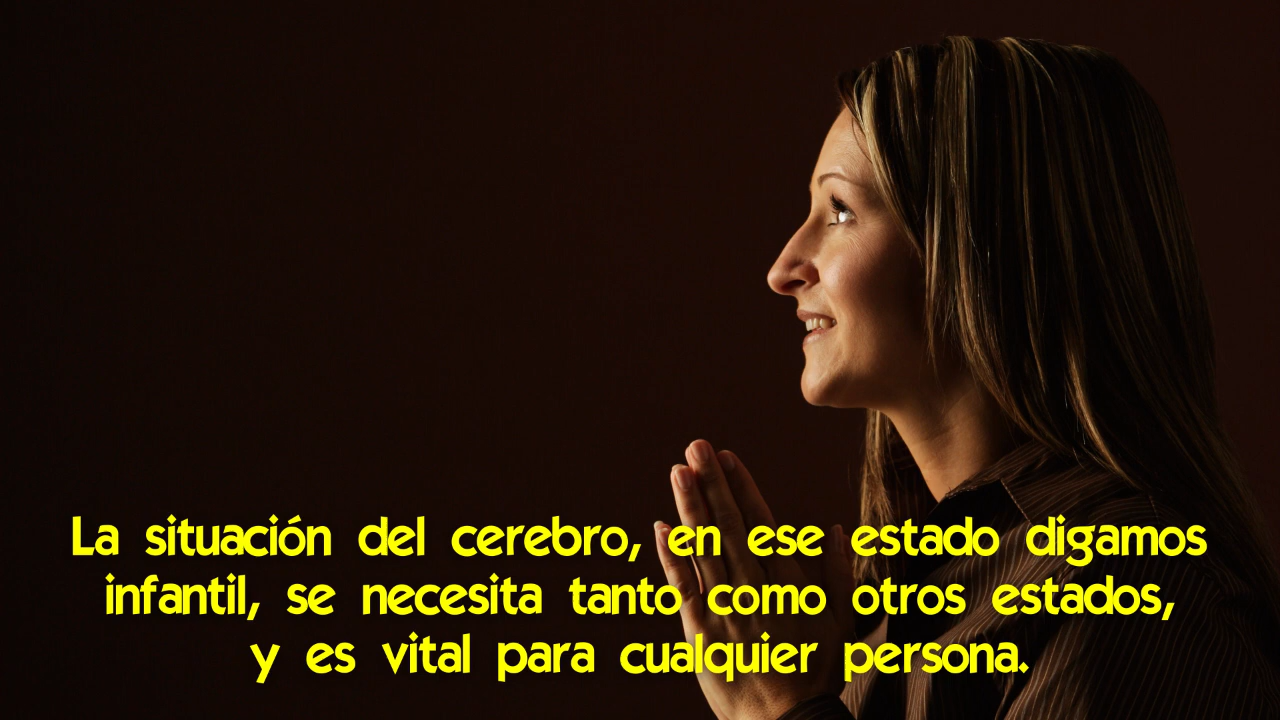 La situación del cerebro, en ese estado digamos
infantil, se necesita tanto como otros estados,
y es vital para cualquier persona.